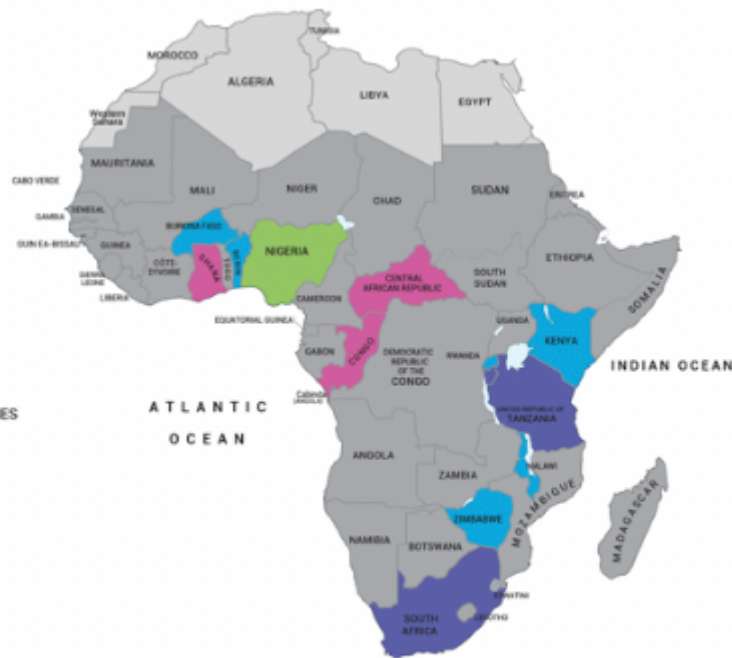 TUNISIA
MOROCCO
ALGERIA
LIBYA
EGYPT
Western
Sahara
MAURITANIA
CABO VERDE
MALI
NIGER
CHAD
SUDAN
ERITREA
SENEGAL
GAMBIA
BURKINA FASO
GUIN EA-BISSAU
GUINEA
NIGERIA
ETHIOPIA
BENIN
TOGO
GHANA
CÔTE-
D'IVOIRE
CENTRAL
AFRICAN REPUBLIC
SOUTH
SUDAN
SOMALIA
SIERRA
LEONE
LIBERIA
CAMEROON
EQUATORIAL GUINEA
UGANDA
KENYA
GABON
CONGO
DEMOCRATIC
REPUBLIC
OF THE
CONGO
RWANDA
INDIAN OCEAN
Cabinda
(ANGOLA)
UNITED REPUBLIC OF
TANZANIA
ES
ATLANTIC
OCEAN
ANGOLA
ZAMBIA
MALAWI
MOZAMBIQUE
ZIMBABWE
MADAGASCAR
NAMIBIA
BOTSWANA
SOUTH
AFRICA
LESOTHO